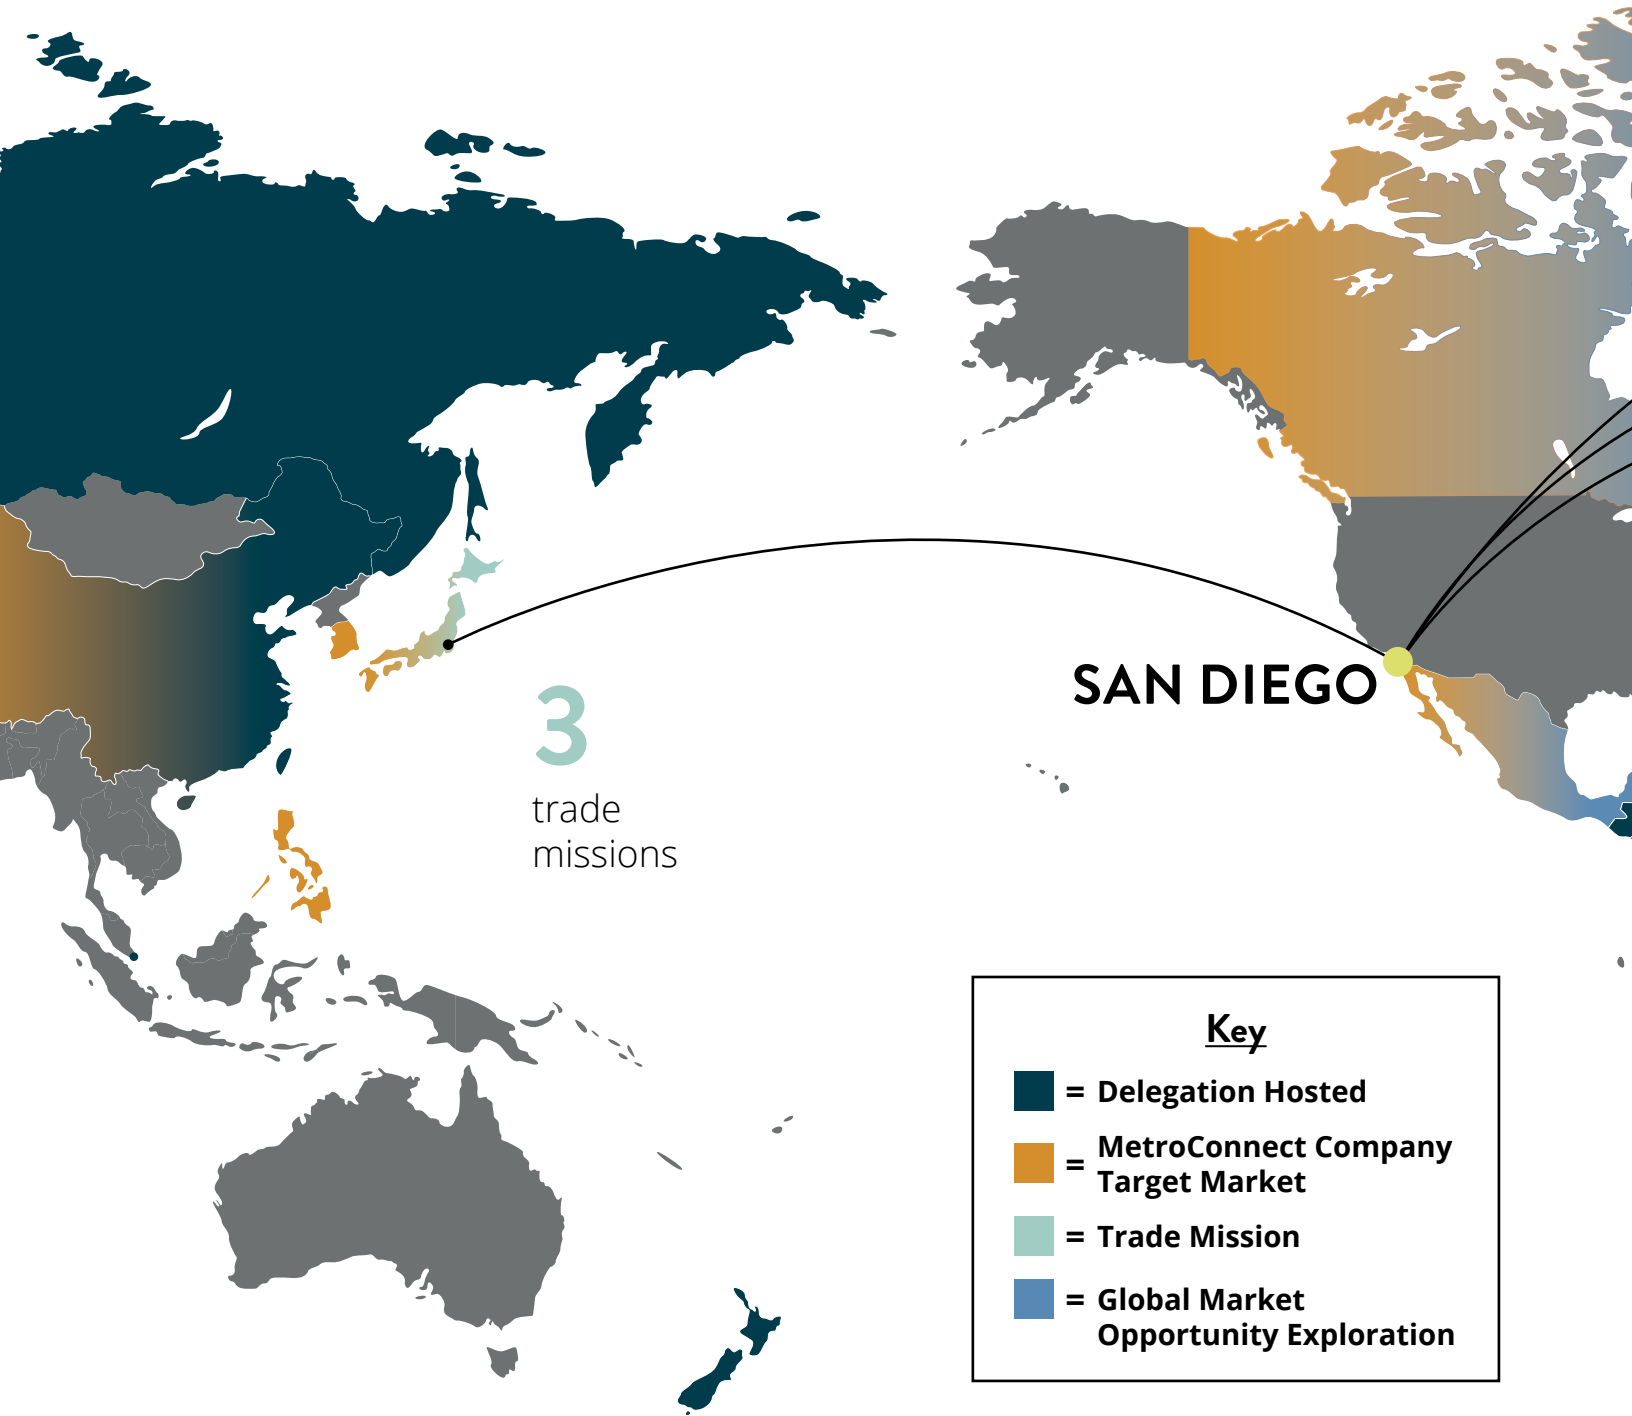 SAN DIEGO
3
trade
missions
Key
= Delegation Hosted
= MetroConnect Company
Target Market
= Trade Mission
= Global Market
Opportunity Exploration